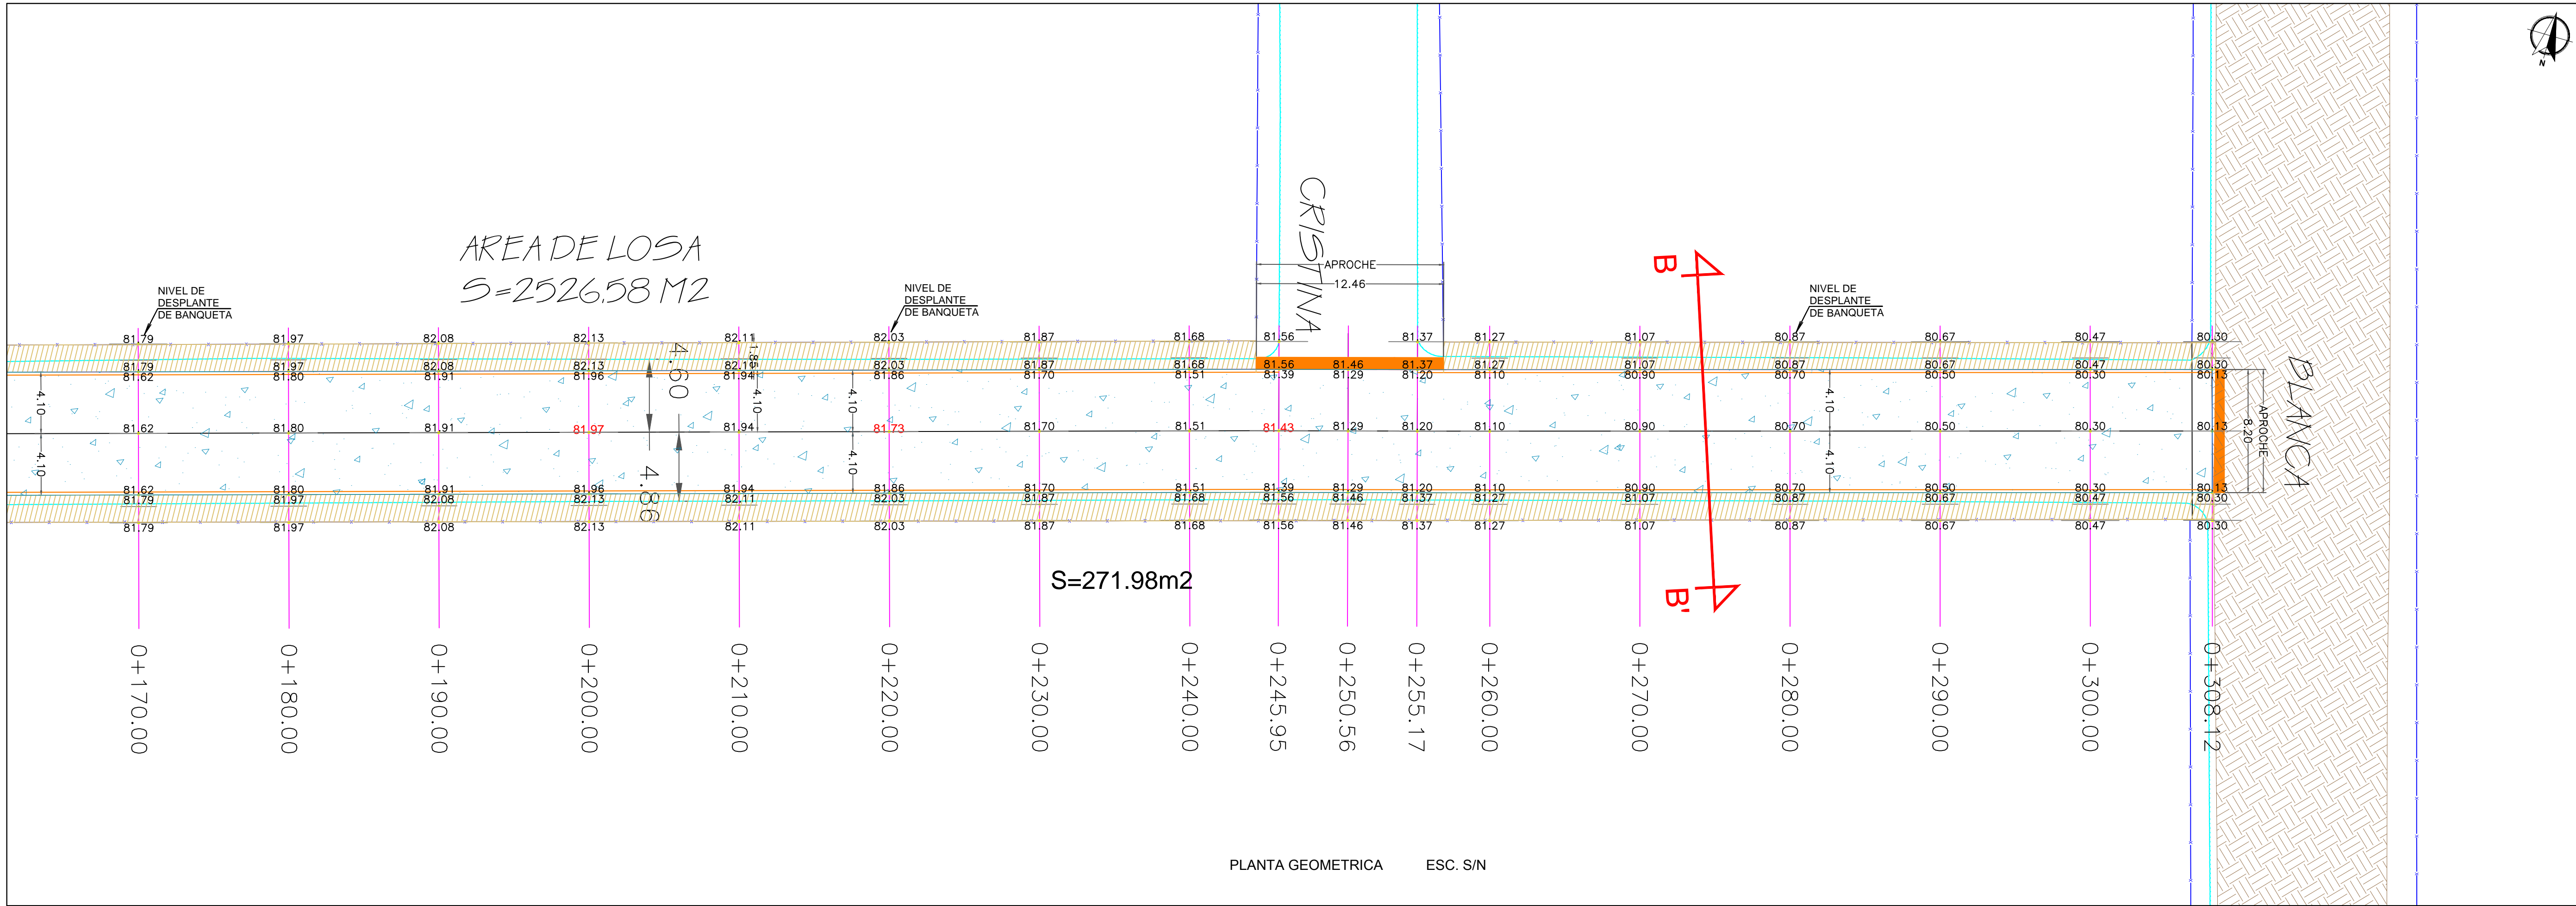 N
AREA DE LOSA
S=2526.58 M2
CRISTINA
APROCHE
12.46
B
NIVEL DE
DESPLANTE
DE BANQUETA
NIVEL DE
DESPLANTE
DE BANQUETA
NIVEL DE
DESPLANTE
DE BANQUETA
81.79 81.97 82.08 82.13 82.11 82.03 81.87 81.68 81.56 81.37 81.27 81.07 80.87 80.67 80.47 80.30
1.85
4.60
81.79 81.97 82.08 82.13 82.11 82.03 81.87 81.68 81.56 81.46 81.37 81.27 81.07 80.87 80.67 80.47 80.30
81.62 81.80 81.91 81.96 81.94 81.86 81.70 81.51 81.39 81.29 81.20 81.10 80.90 80.70 80.50 80.30 80.13
4.10 4.10 4.10 4.10
BLANCA
APROCHE
8.20
81.62 81.80 81.91 81.97 81.94 81.73 81.70 81.51 81.43 81.29 81.20 81.10 80.90 80.70 80.50 80.30 80.13
4.10 4.86 4.10 4.10
81.62 81.80 81.91 81.96 81.94 81.86 81.70 81.51 81.39 81.29 81.20 81.10 80.90 80.70 80.50 80.30 80.13
81.79 81.97 82.08 82.13 82.11 82.03 81.87 81.68 81.56 81.46 81.37 81.27 81.07 80.87 80.67 80.47 80.30
81.79 81.97 82.08 82.13 82.11 82.03 81.87 81.68 81.56 81.46 81.37 81.27 81.07 80.87 80.67 80.47 80.30
S=271.98m2
B'
0+170.00 0+180.00 0+190.00 0+200.00 0+210.00 0+220.00 0+230.00 0+240.00 0+245.95 0+250.56 0+255.17 0+260.00 0+270.00 0+280.00 0+290.00 0+300.00 0+308.12
PLANTA GEOMETRICA ESC. S/N